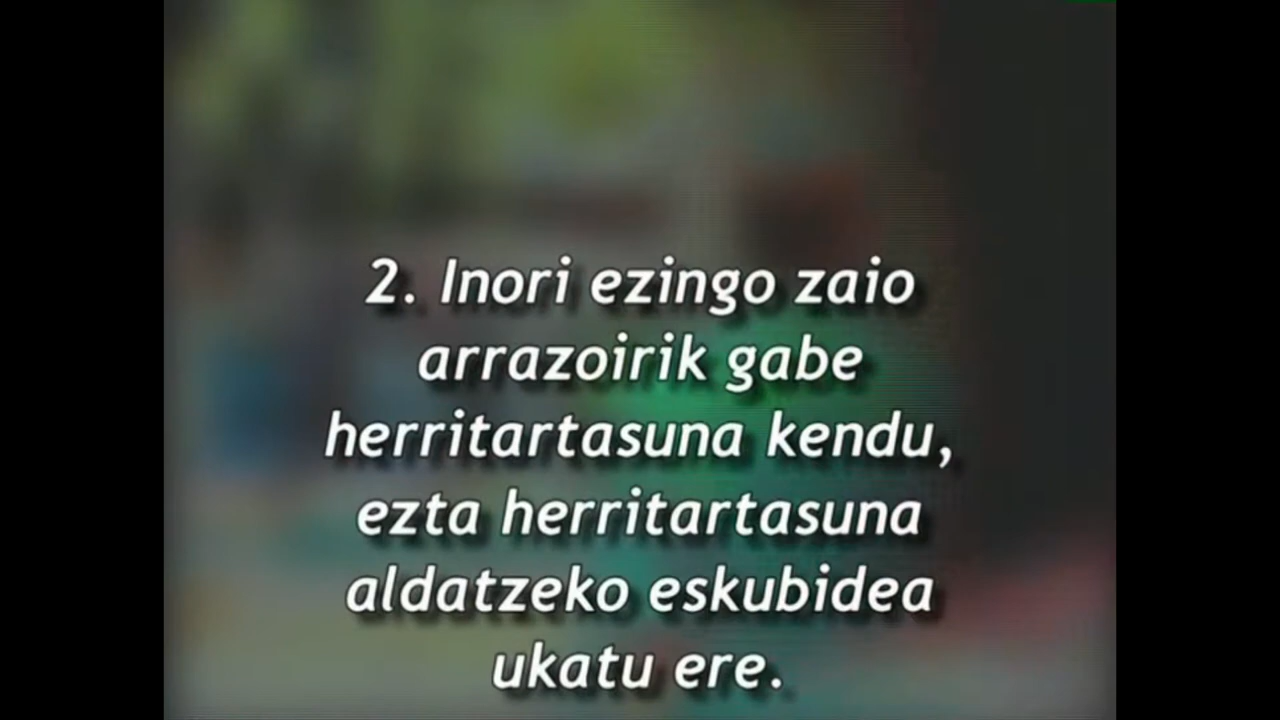 2. Inori ezingo zaio
arrazoirik gabe
herritartasuna kendu,
ezta herritartasuna
aldatzeko eskubidea
ukatu ere.